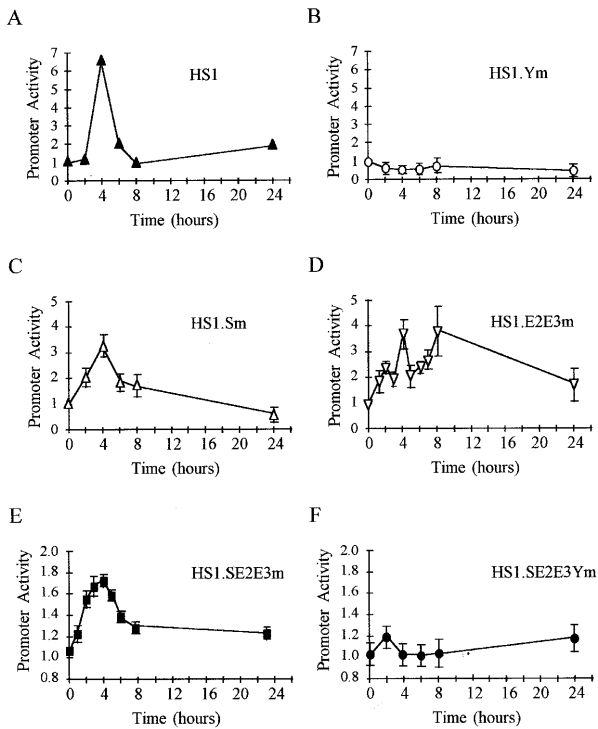 A
HS1
7
6
5
4
3
2
1
0
Promoter Activity
0 4 8 12 16 20 24
Time (hours)
B
HS1.Ym
7
6
5
4
3
2
1
0
Promoter Activity
0 4 8 12 16 20 24
Time (hours)
C
HS1.Sm
5
4
3
2
1
0
Promoter Activity
0 4 8 12 16 20 24
Time (hours)
D
HS1.E2E3m
5
4
3
2
1
0
Promoter Activity
0 4 8 12 16 20 24
Time (hours)
E
HS1.SE2E3m
2.0
1.8
1.6
1.4
1.2
1.0
0.8
Promoter Activity
0 4 8 12 16 20 24
Time (hours)
F
HS1.SE2E3Ym
2.0
1.8
1.6
1.4
1.2
1.0
0.8
Promoter Activity
0 4 8 12 16 20 24
Time (hours)